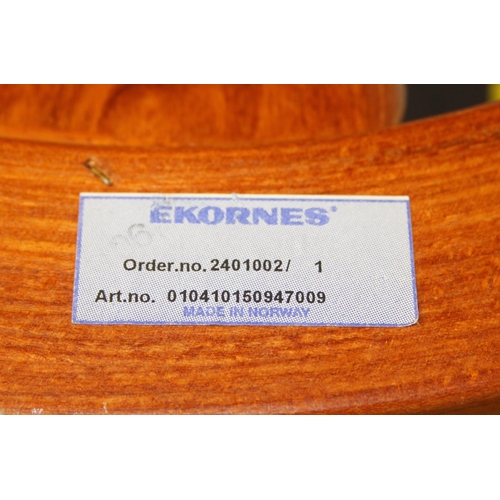 EKORNES®
Order.no. 2401002/ 1
Art.no. 010410150947009
MADE IN NORWAY